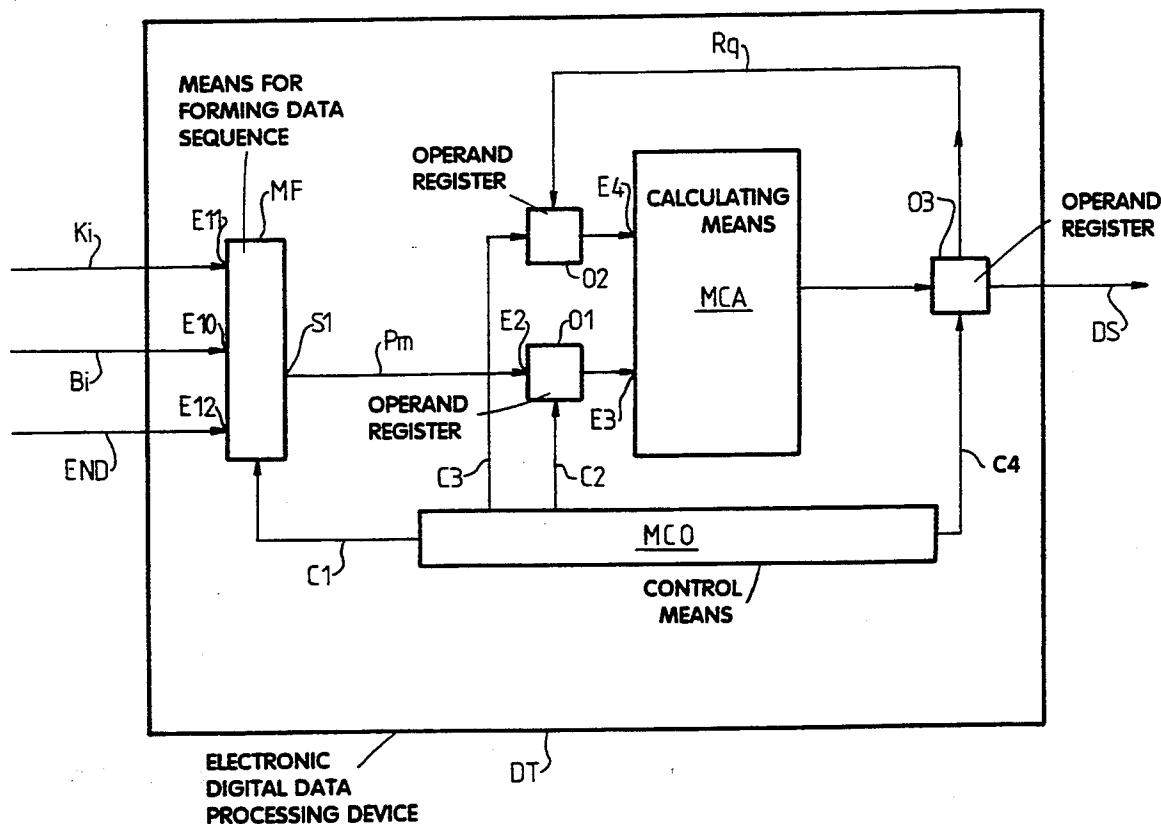 Rq
MEANS FOR
FORMING DATA
SEQUENCE
OPERAND
REGISTER
MF
E11
Ki
E4
CALCULATING
MEANS
O3
OPERAND
REGISTER
O2
MCA
E10
S1
Pm
E2
O1
Bi
DS
E12
OPERAND
REGISTER
E3
END
C3
C2
C4
MCO
C1
CONTROL
MEANS
ELECTRONIC
DIGITAL DATA
PROCESSING DEVICE
DT